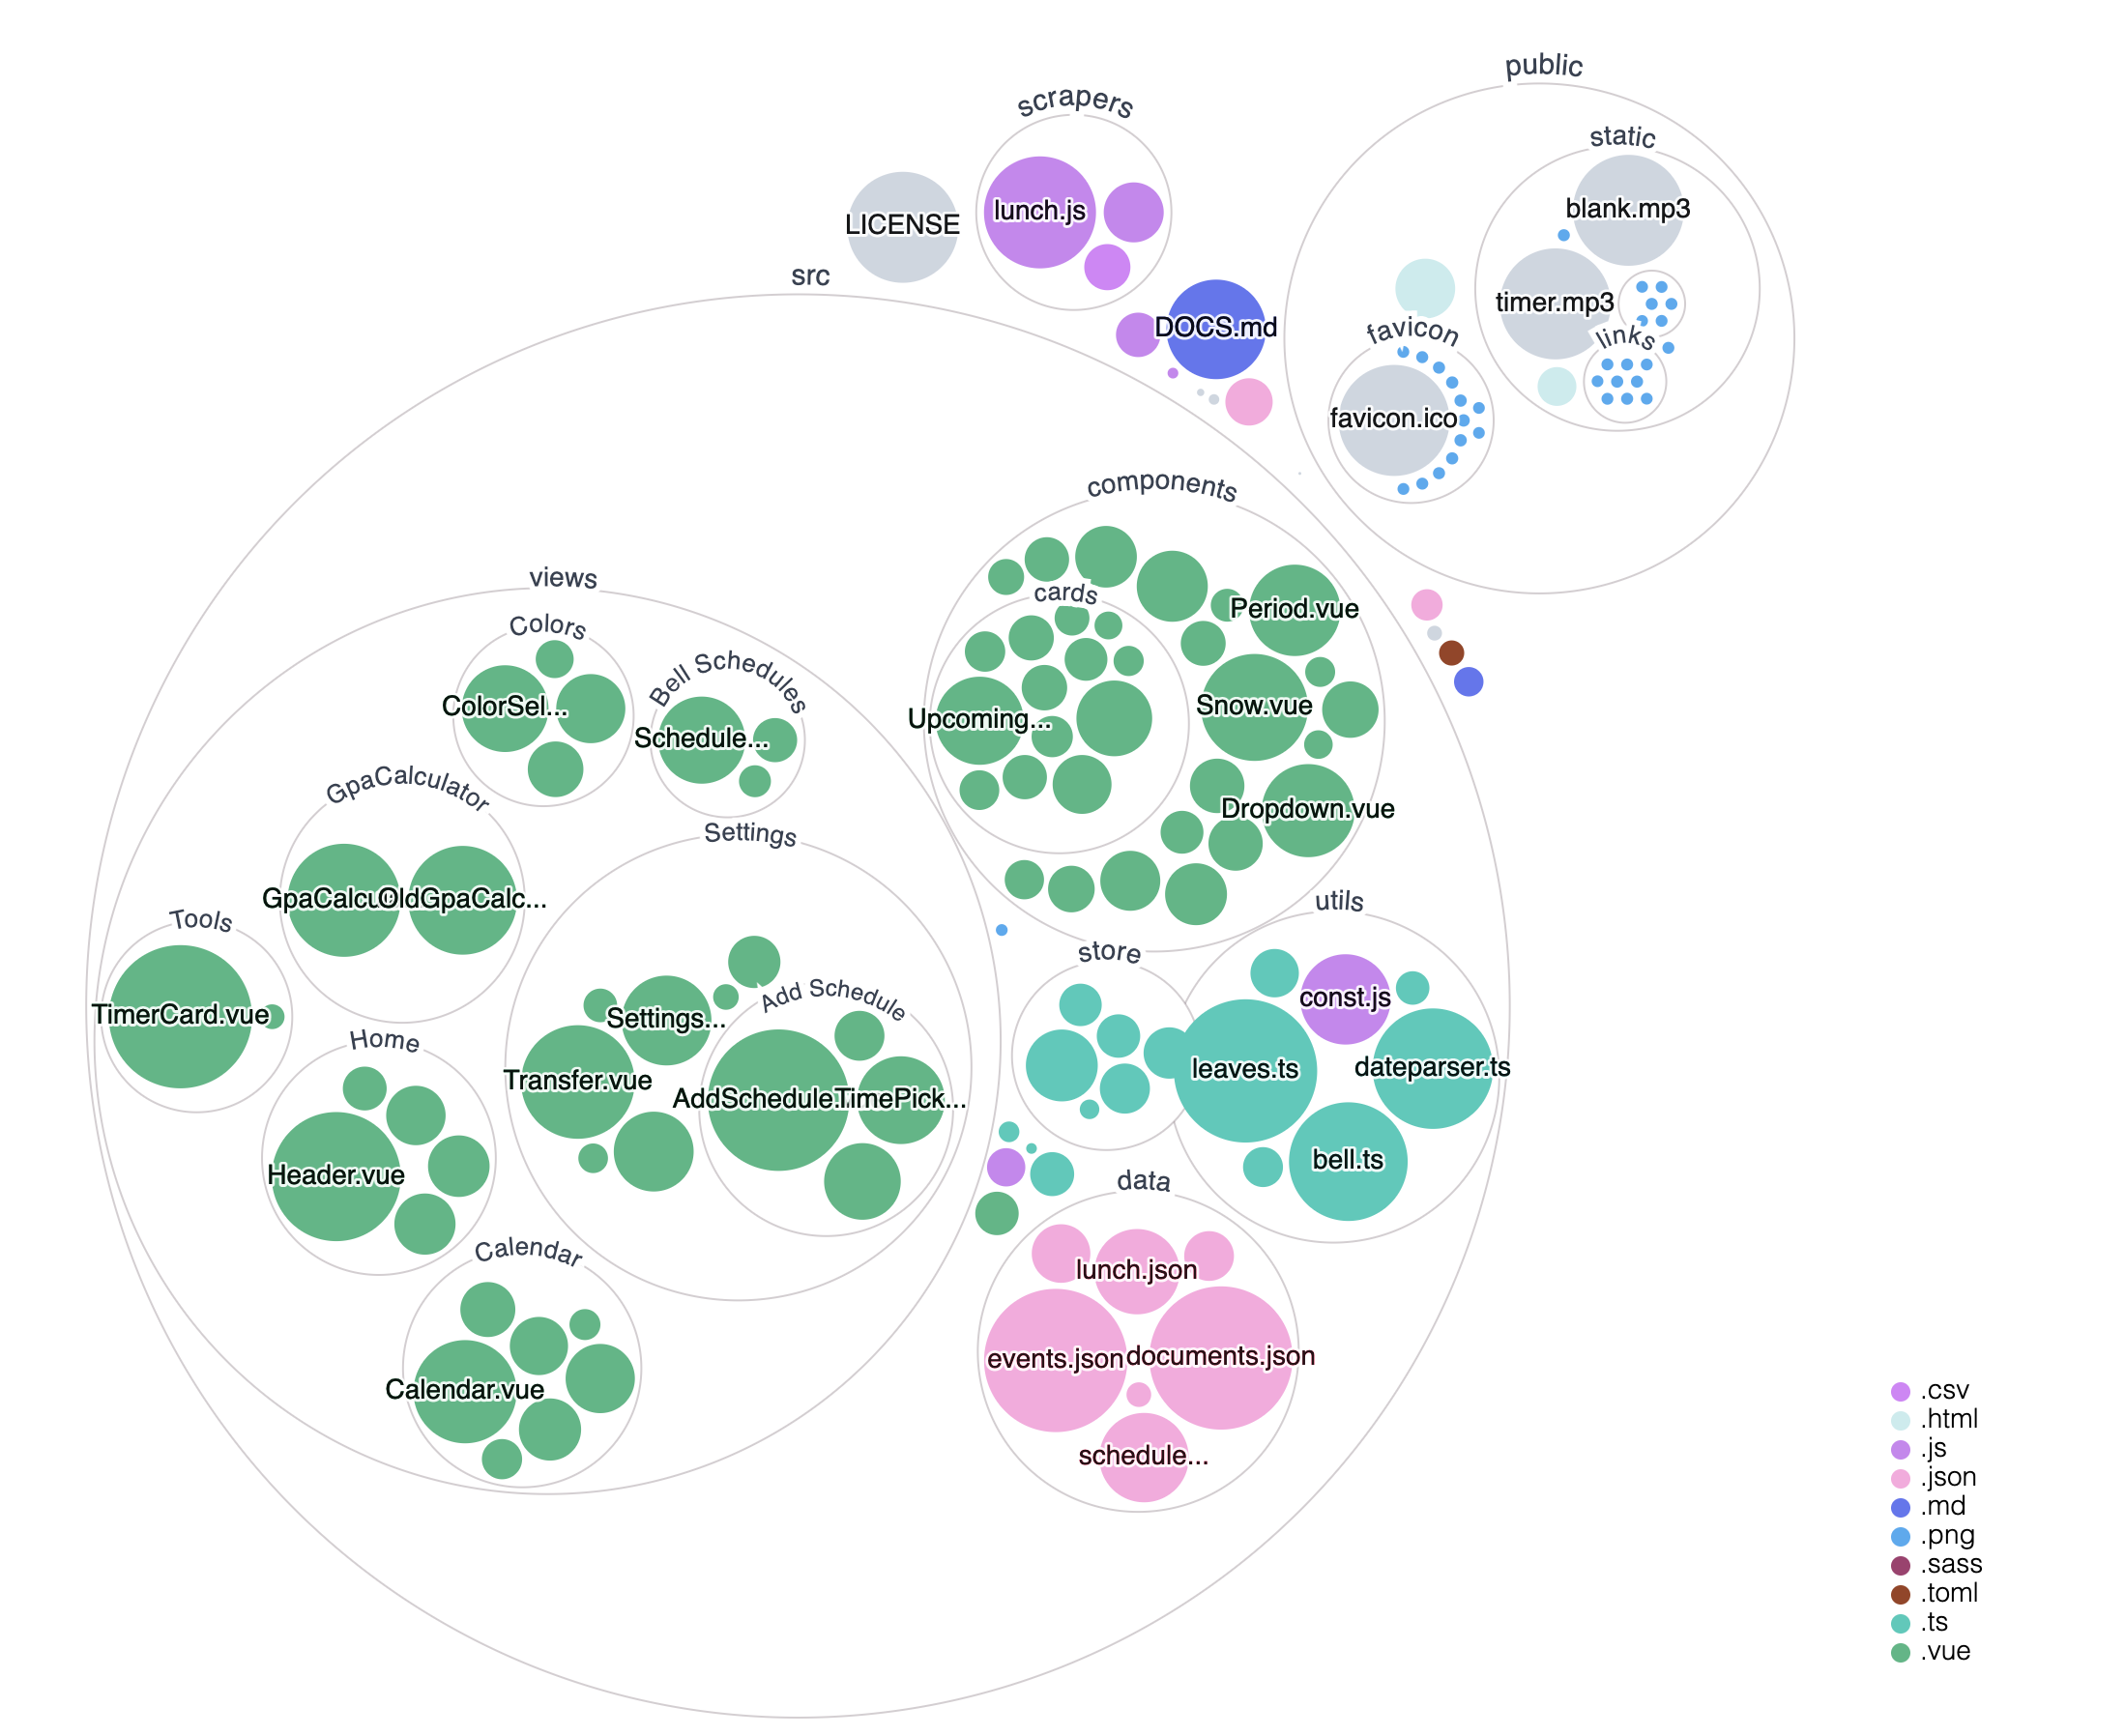 public
scrapers
static
blank.mp3
lunch.js
LICENSE
src
timer.mp3
DOCS.md
favicon
links
favicon.ico
components
views
cards
Period.vue
Colors
Bell Schedules
ColorSel...
Upcoming...
Snow.vue
Schedule...
GpaCalculator
Settings
Dropdown.vue
GpaCalcu
OldGpaCalc...
utils
Tools
store
Add Schedule
const.js
TimerCard.vue
Settings...
Home
leaves.ts
dateparser.ts
Transfer.vue
AddSchedule.
TimePick...
Header.vue
bell.ts
data
Calendar
lunch.json
events.json
documents.json
Calendar.vue
schedule...
.csv
.html
.js
.json
.md
.png
.sass
.toml
.ts
.vue